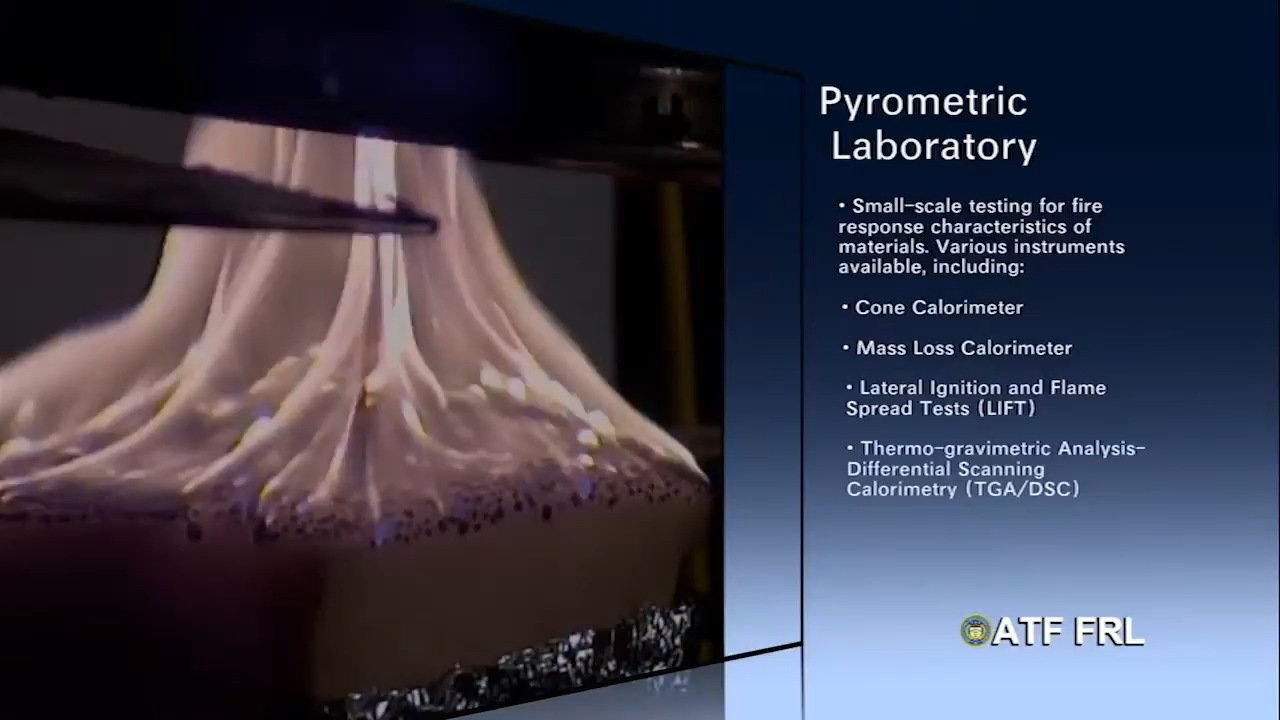 Pyrometric
Laboratory
• Small-scale testing for fire
response characteristics of
materials. Various instruments
available, including:
• Cone Calorimeter
• Mass Loss Calorimeter
• Lateral Ignition and Flame
Spread Tests (LIFT)
• Thermo-gravimetric Analysis-
Differential Scanning
Calorimetry (TGA/DSC)
ATF FRL